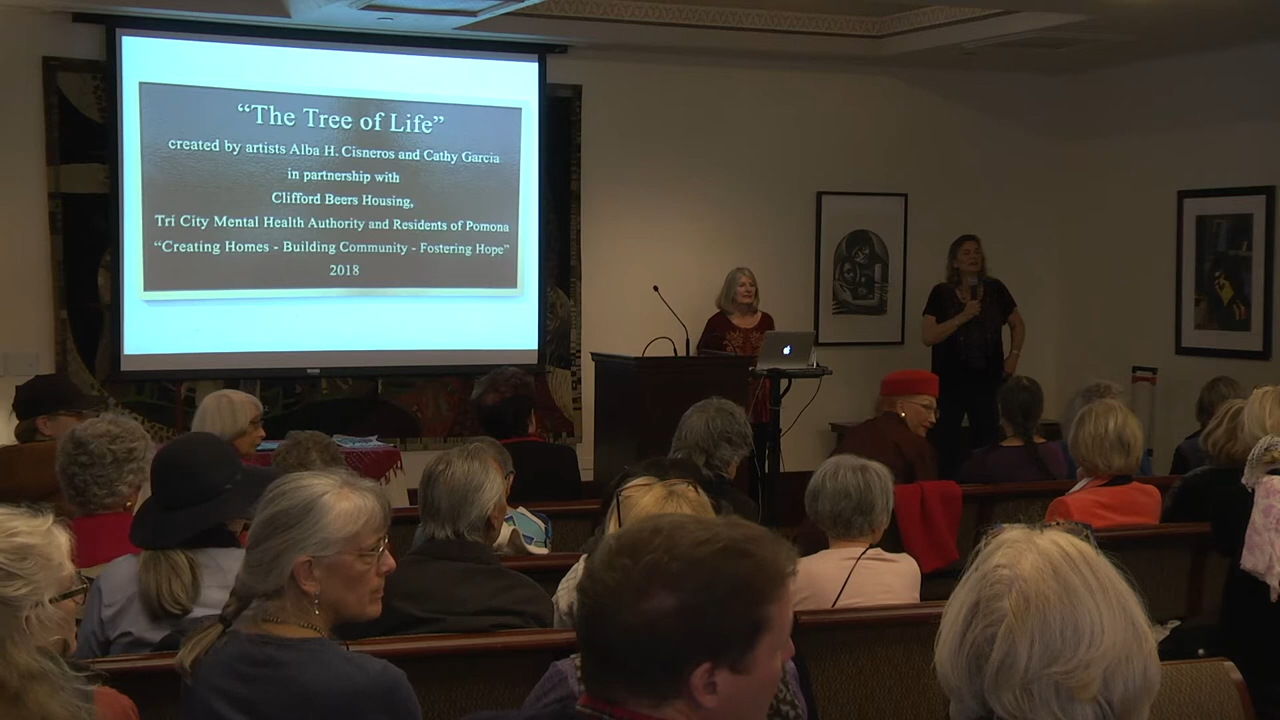 “The Tree of Life”
created by artists Alba H. Cisneros and Cathy Garcia
in partnership with
Clifford Beers Housing,
Tri City Mental Health Authority and Residents of Pomona
“Creating Homes - Building Community - Fostering Hope”
2018